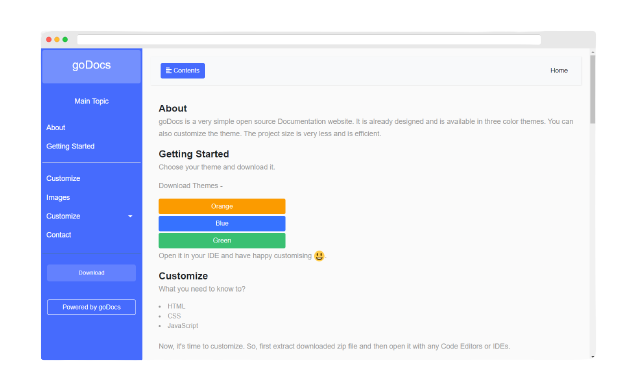 goDocs
Main Topic
About
Getting Started
Customize
Images
Customize
Contact
Download
Powered by goDocs
Contents
Home
About
goDocs is a very simple open source Documentation website. It is already designed and is available in three color themes. You can
also customize the theme. The project size is very less and is efficient.
Getting Started
Choose your theme and download it.
Download Themes -
Orange
Blue
Green
Open it in your IDE and have happy customising 😃.
Customize
What you need to know to?
HTML
CSS
JavaScript
Now, it's time to customize. So, first extract downloaded zip file and then open it with any Code Editors or IDEs.